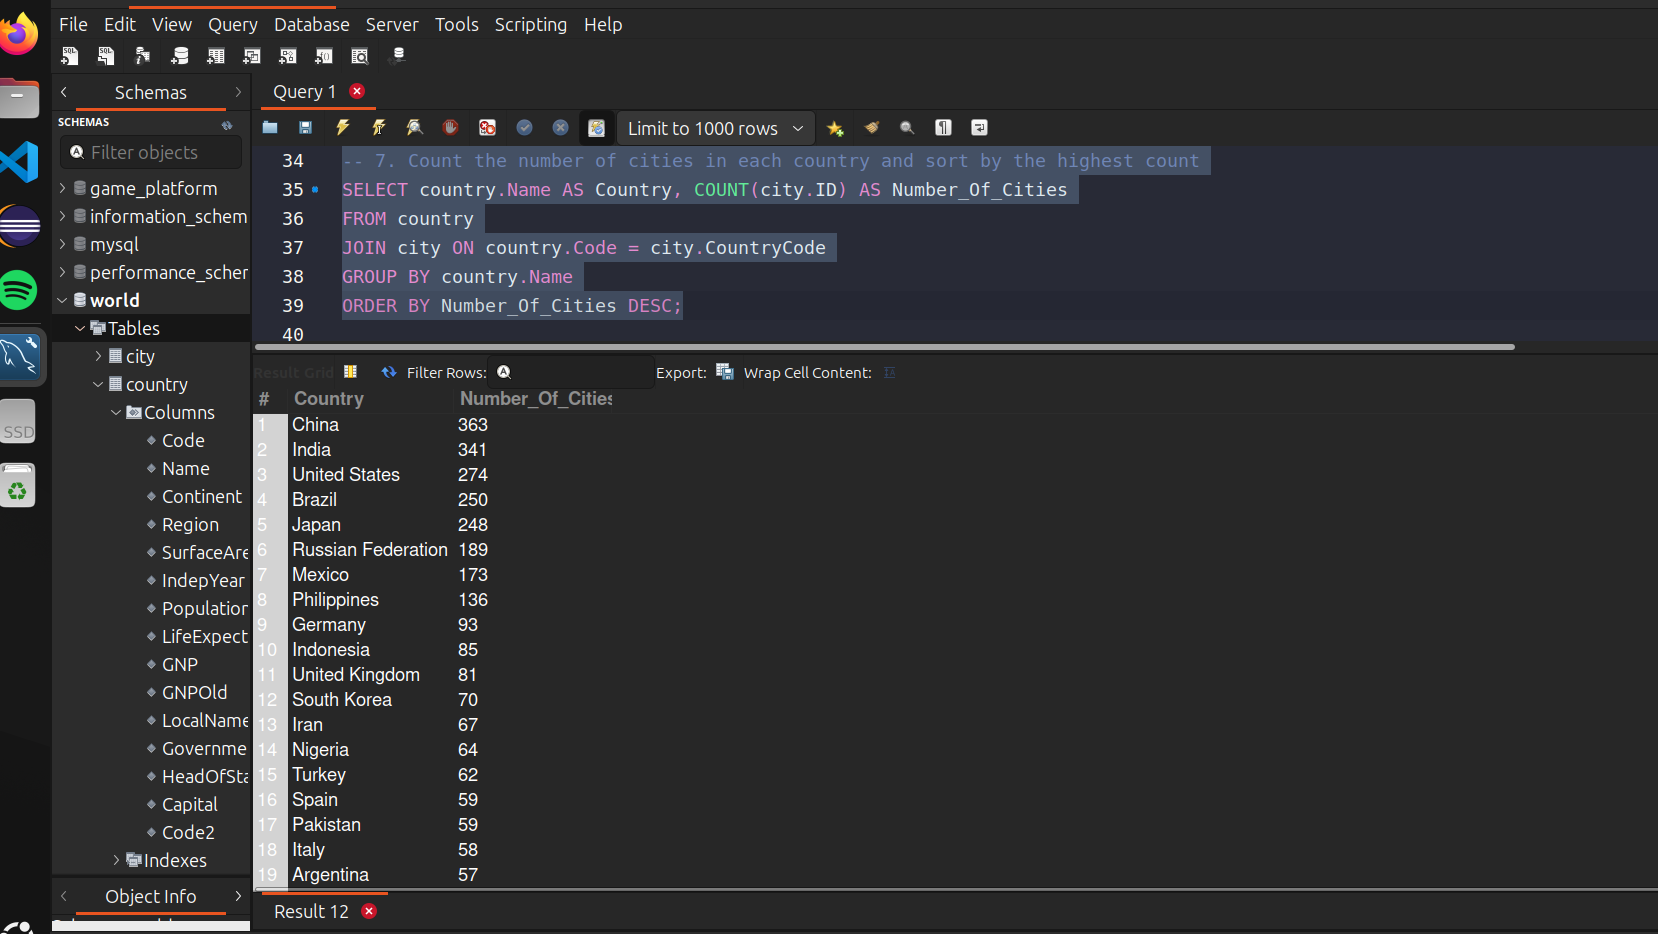 File Edit View Query Database Server Tools Scripting Help
Schemas
Query 1
SCHEMAS
Filter objects
Limit to 1000 rows
game_platform
information_schem
mysql
performance_scher
world
Tables
city
country
Columns
Code
Name
Continent
Region
SurfaceAre
IndepYear
Population
LifeExpect
GNP
GNPOld
LocalName
Governme
HeadOfSta
Capital
Code2
Indexes
Object Info
SSD
34 -- 7. Count the number of cities in each country and sort by the highest count
35 SELECT country.Name AS Country, COUNT(city.ID) AS Number_Of_Cities
36 FROM country
37 JOIN city ON country.Code = city.CountryCode
38 GROUP BY country.Name
39 ORDER BY Number_Of_Cities DESC;
40
Result Grid Filter Rows: Export: Wrap Cell Content:
# Country Number_Of_Cities
1 China 363
2 India 341
3 United States 274
4 Brazil 250
5 Japan 248
6 Russian Federation 189
7 Mexico 173
8 Philippines 136
9 Germany 93
10 Indonesia 85
11 United Kingdom 81
12 South Korea 70
13 Iran 67
14 Nigeria 64
15 Turkey 62
16 Spain 59
17 Pakistan 59
18 Italy 58
19 Argentina 57
Result 12